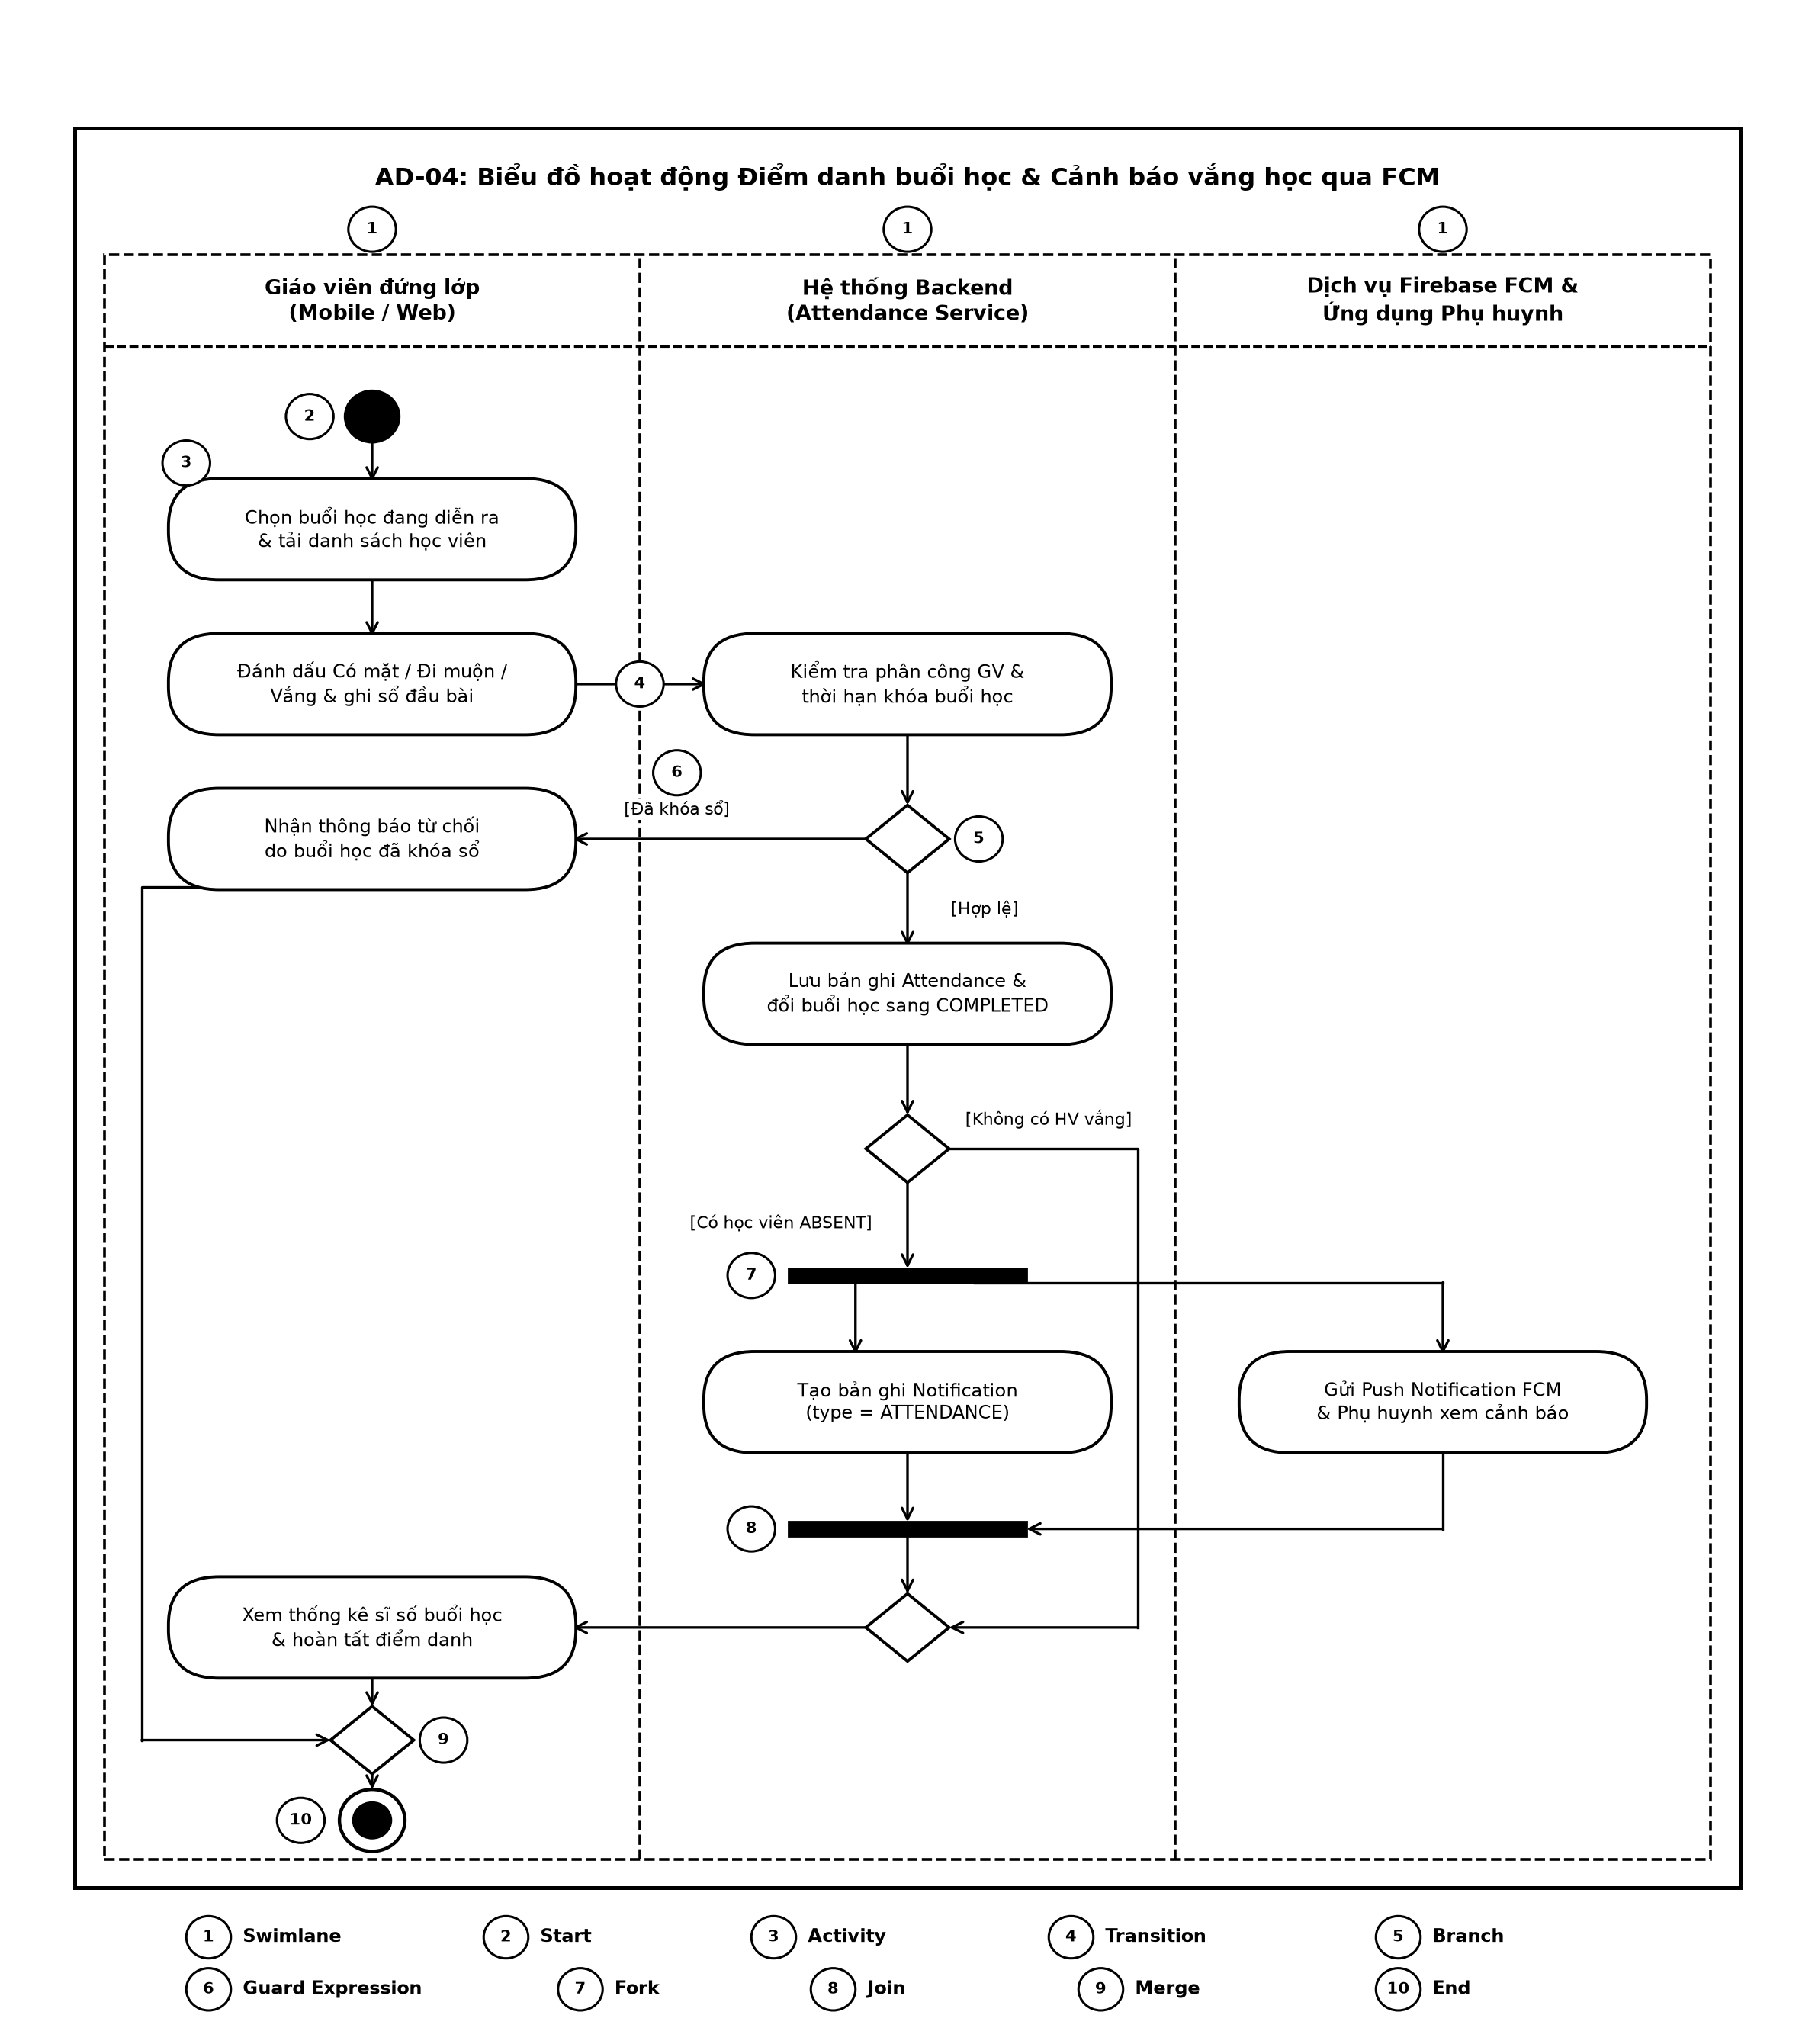 AD-04: Biểu đồ hoạt động Điểm danh buổi học & Cảnh báo vắng học qua FCM
1
1
1
Giáo viên đứng lớp
(Mobile / Web)
Hệ thống Backend
(Attendance Service)
Dịch vụ Firebase FCM &
Ứng dụng Phụ huynh
2
3
Chọn buổi học đang diễn ra
& tải danh sách học viên
Đánh dấu Có mặt / Đi muộn /
Vắng & ghi sổ đầu bài
4
Kiểm tra phân công GV &
thời hạn khóa buổi học
6
[Đã khóa sổ]
Nhận thông báo từ chối
do buổi học đã khóa sổ
5
[Hợp lệ]
Lưu bản ghi Attendance &
đổi buổi học sang COMPLETED
[Không có HV vắng]
[Có học viên ABSENT]
7
Tạo bản ghi Notification
(type = ATTENDANCE)
Gửi Push Notification FCM
& Phụ huynh xem cảnh báo
8
Xem thống kê sĩ số buổi học
& hoàn tất điểm danh
9
10
1 Swimlane
2 Start
3 Activity
4 Transition
5 Branch
6 Guard Expression
7 Fork
8 Join
9 Merge
10 End